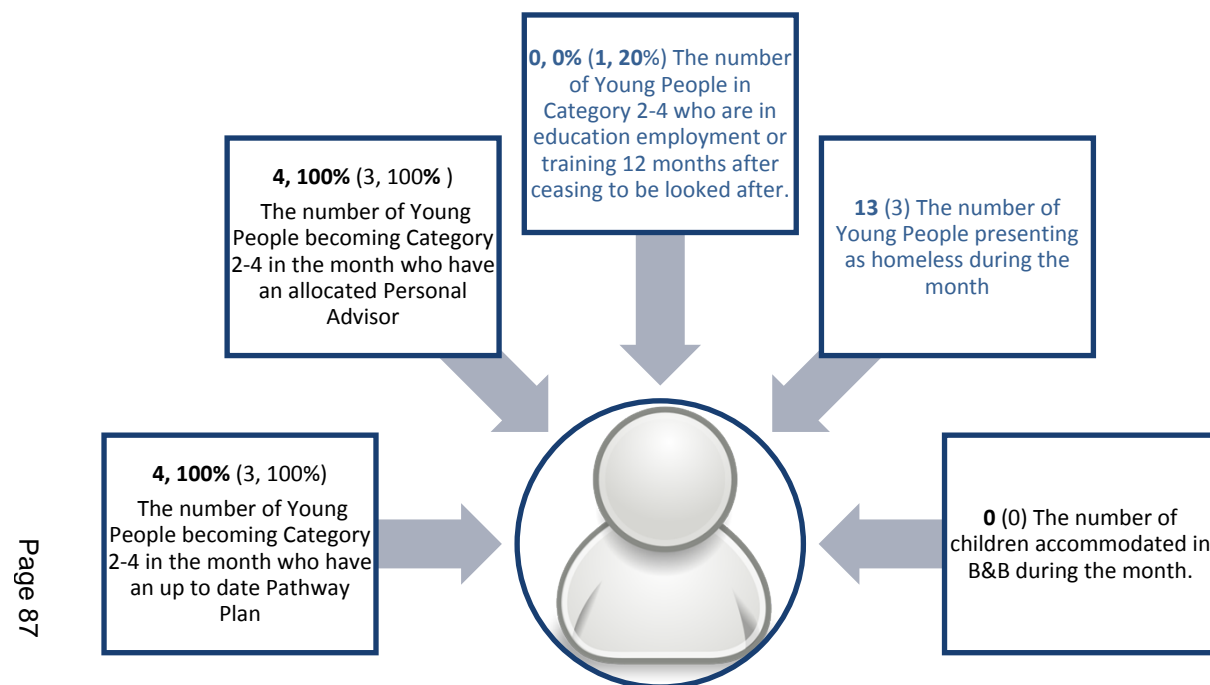 0, 0% (1, 20%) The number
of Young People in
Category 2-4 who are in
education employment or
training 12 months after
ceasing to be looked after.
4, 100% (3, 100% )
The number of Young
People becoming Category
2-4 in the month who have
an allocated Personal
Advisor
13 (3) The number of
Young People presenting
as homeless during the
month
4, 100% (3, 100%)
The number of Young
People becoming Category
2-4 in the month who have
an up to date Pathway
Plan
0 (0) The number of
children accommodated in
B&B during the month.
Page 87